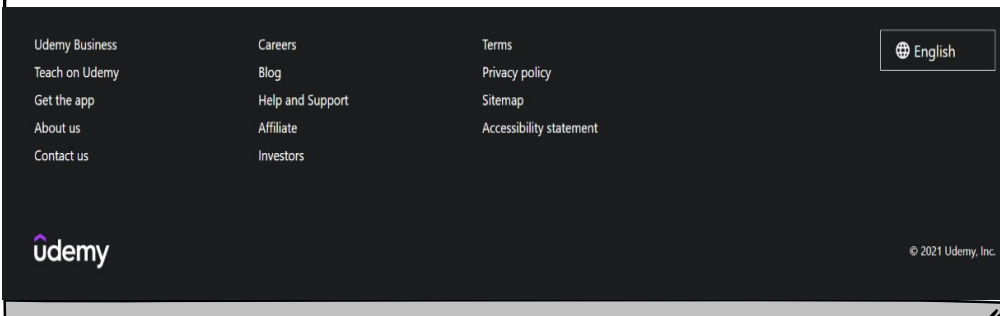 Udemy Business
Teach on Udemy
Get the app
About us
Contact us
Careers
Blog
Help and Support
Affiliate
Investors
Terms
Privacy policy
Sitemap
Accessibility statement
English
udemy
© 2021 Udemy, Inc.